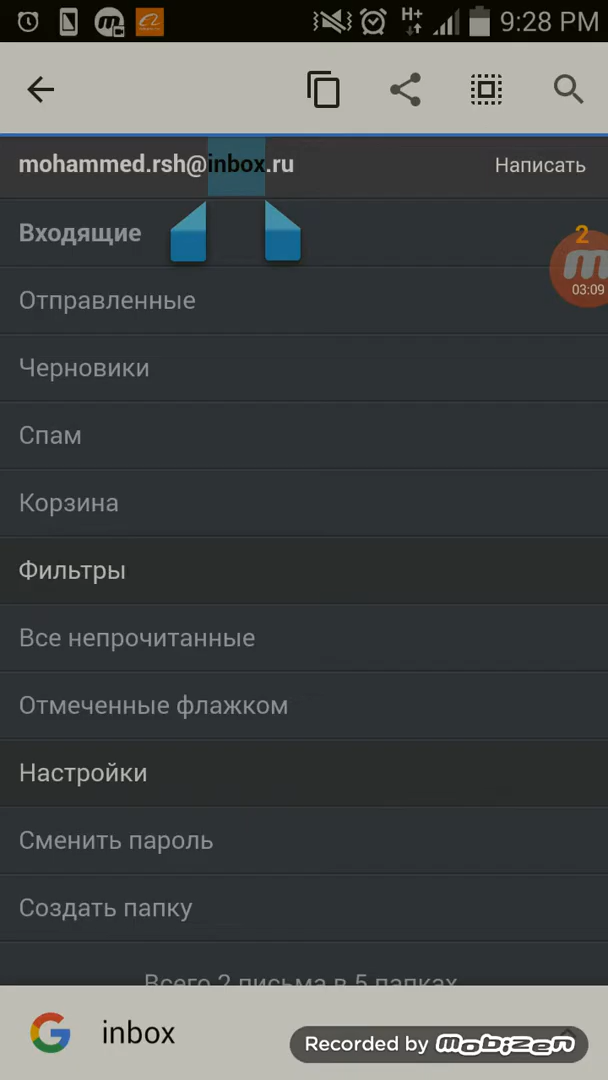 9:28 PM
mohammed.rsh@inbox.ru
Написать
Входящие
2
03:09
Отправленные
Черновики
Спам
Корзина
Фильтры
Все непрочитанные
Отмеченные флажком
Настройки
Сменить пароль
Создать папку
Всего 2 письма в 5 папках
inbox
Recorded by mobizen